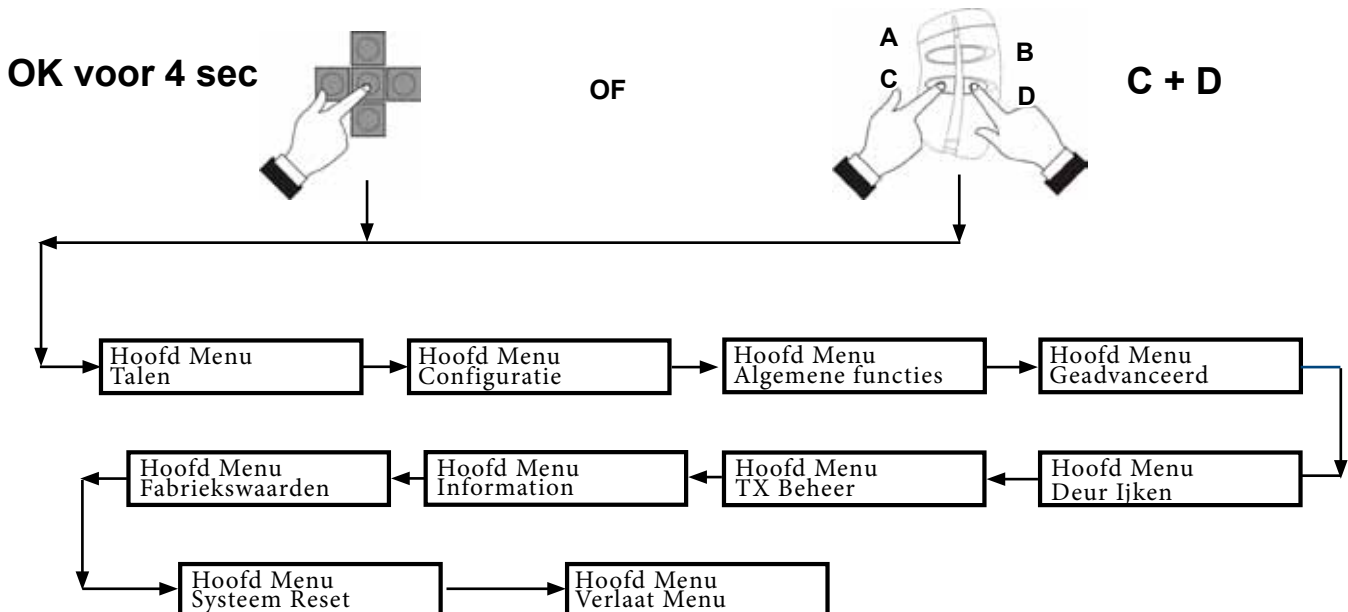 OK voor 4 sec
OF
A
B
C
D
C + D
Hoofd Menu
Talen
Hoofd Menu
Configuratie
Hoofd Menu
Algemene functies
Hoofd Menu
Geadvanceerd
Hoofd Menu
Fabriekswaarden
Hoofd Menu
Information
Hoofd Menu
TX Beheer
Hoofd Menu
Deur Ijken
Hoofd Menu
Systeem Reset
Hoofd Menu
Verlaat Menu